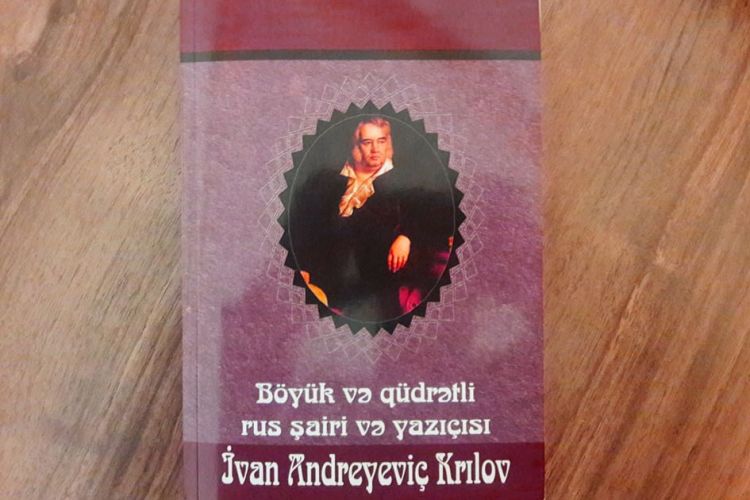 Böyük və qüdrətli
rus şairi və yazıçısı
İvan Andreyeviç Krılov